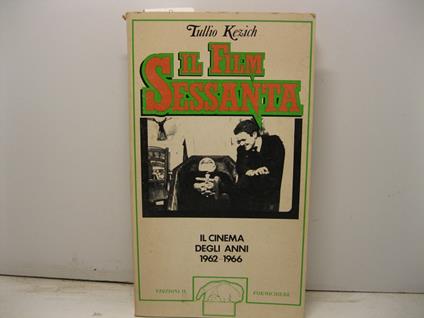 Tullio Kezich
IL FILM
SESSANTA
IL CINEMA
DEGLI ANNI
1962-1966
EDIZIONI IL FORMICHIERE